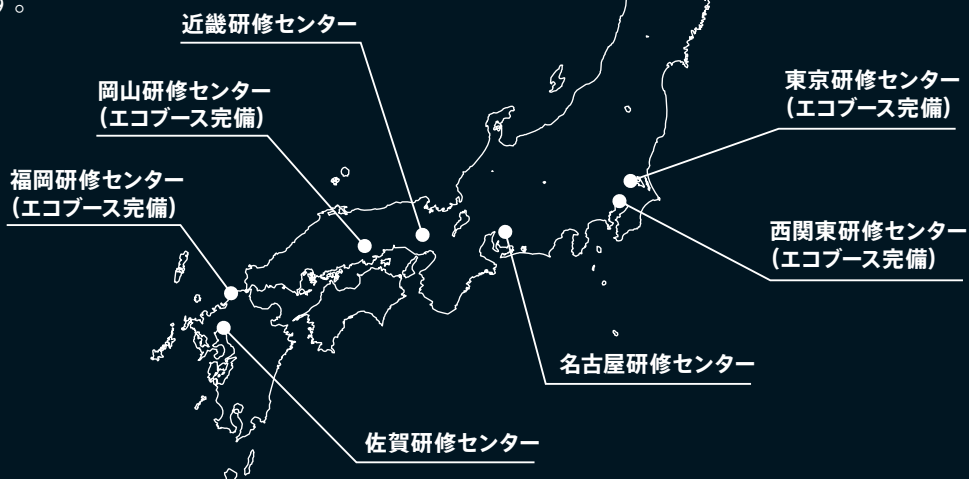 近畿研修センター
岡山研修センター
(エコブース完備)
東京研修センター
(エコブース完備)
福岡研修センター
(エコブース完備)
西関東研修センター
(エコブース完備)
名古屋研修センター
佐賀研修センター